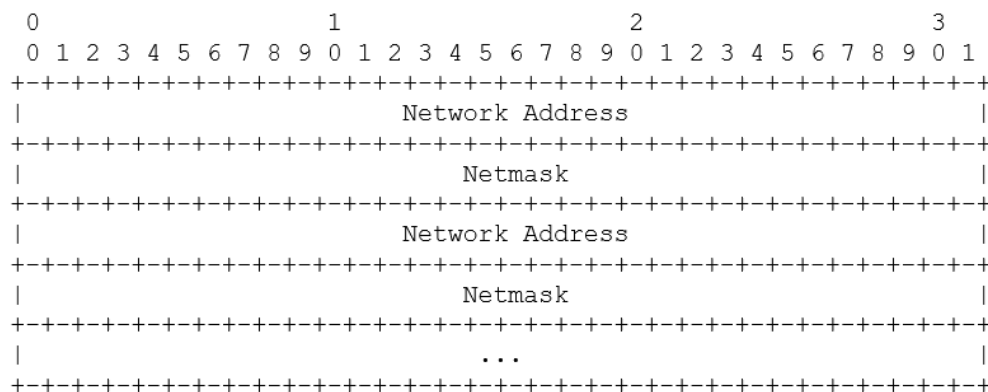 0                   1                   2                   3
0 1 2 3 4 5 6 7 8 9 0 1 2 3 4 5 6 7 8 9 0 1 2 3 4 5 6 7 8 9 0 1
+-+-+-+-+-+-+-+-+-+-+-+-+-+-+-+-+-+-+-+-+-+-+-+-+-+-+-+-+-+-+-+-+
|                         Network Address                       |
+-+-+-+-+-+-+-+-+-+-+-+-+-+-+-+-+-+-+-+-+-+-+-+-+-+-+-+-+-+-+-+-+
|                             Netmask                           |
+-+-+-+-+-+-+-+-+-+-+-+-+-+-+-+-+-+-+-+-+-+-+-+-+-+-+-+-+-+-+-+-+
|                         Network Address                       |
+-+-+-+-+-+-+-+-+-+-+-+-+-+-+-+-+-+-+-+-+-+-+-+-+-+-+-+-+-+-+-+-+
|                             Netmask                           |
+-+-+-+-+-+-+-+-+-+-+-+-+-+-+-+-+-+-+-+-+-+-+-+-+-+-+-+-+-+-+-+-+
|                              ...                              |
+-+-+-+-+-+-+-+-+-+-+-+-+-+-+-+-+-+-+-+-+-+-+-+-+-+-+-+-+-+-+-+-+